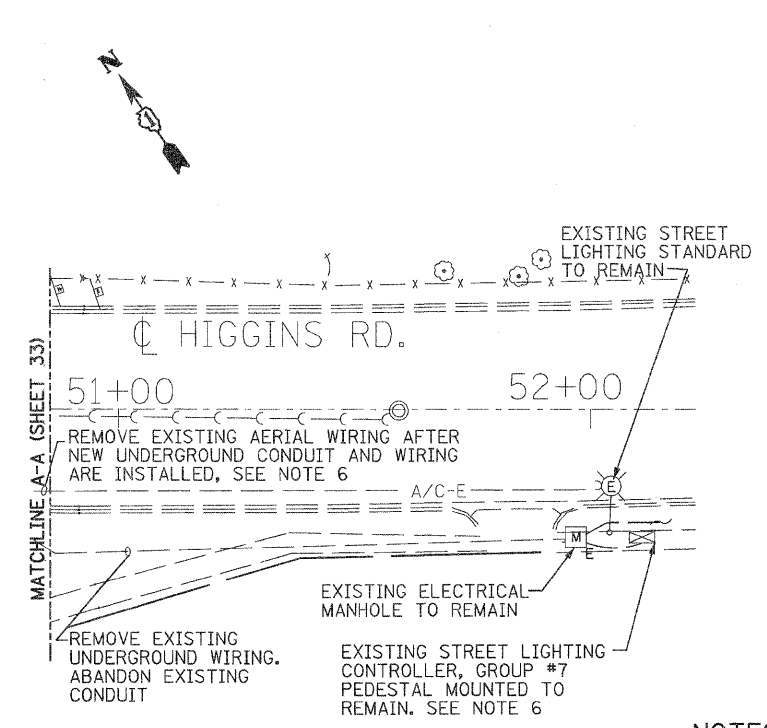 N
1
EXISTING STREET
LIGHTING STANDARD
TO REMAIN
℄ HIGGINS RD.
51+00
52+00
MATCHLINE A-A (SHEET 33)
REMOVE EXISTING AERIAL WIRING AFTER
NEW UNDERGROUND CONDUIT AND WIRING
ARE INSTALLED, SEE NOTE 6
A/C-E
E
M
E
EXISTING ELECTRICAL
MANHOLE TO REMAIN
REMOVE EXISTING
UNDERGROUND WIRING.
ABANDON EXISTING
CONDUIT
EXISTING STREET LIGHTING
CONTROLLER, GROUP #7
PEDESTAL MOUNTED TO
REMAIN. SEE NOTE 6